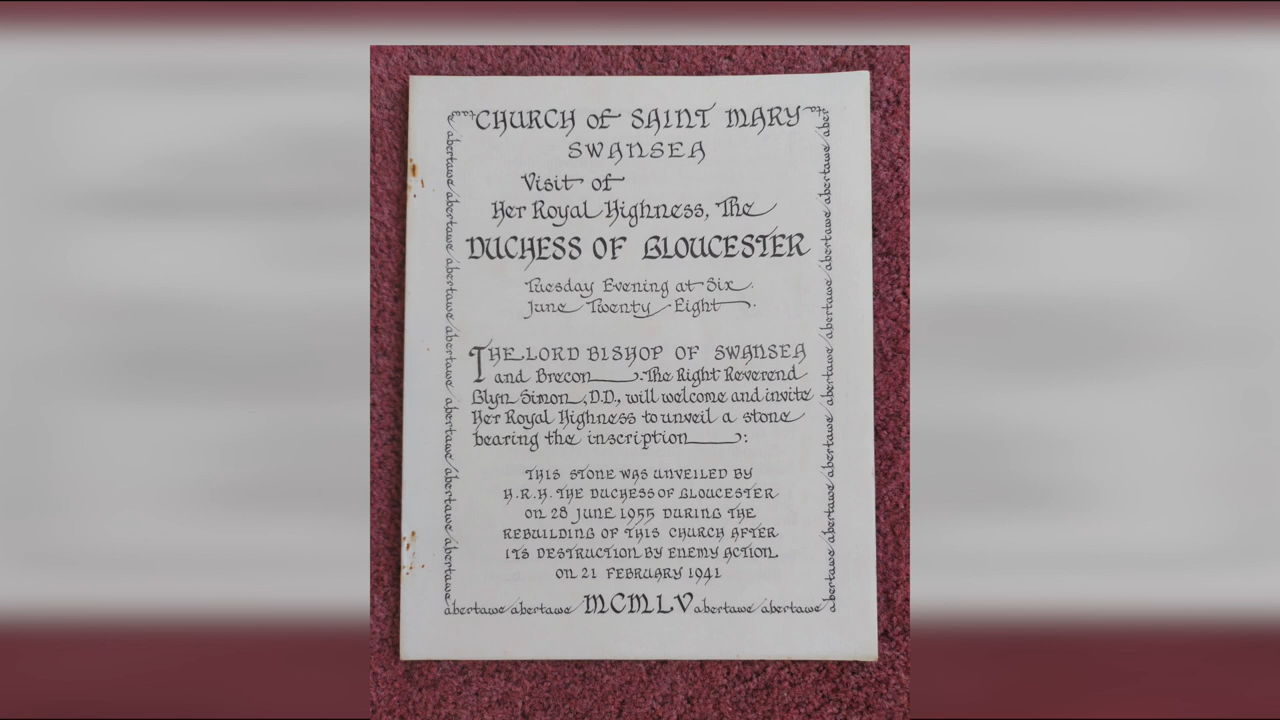 CHURCH of SAINT MARY
SWANSEA
Visit of
Her Royal Highness, The
DUCHESS OF GLOUCESTER
Tuesday Evening at Six.
June Twenty Eight.
THE LORD BISHOP OF SWANSEA
and Brecon. The Right Reverend
Glyn Simon, D.D., will welcome and invite
Her Royal Highness to unveil a stone
bearing the inscription:
THIS STONE WAS UNVEILED BY
H.R.H. THE DUCHESS OF GLOUCESTER
ON 28 JUNE 1955 DURING THE
REBUILDING OF THIS CHURCH AFTER
ITS DESTRUCTION BY ENEMY ACTION.
ON 21 FEBRUARY 1941
abertawe abertawe MCMLV abertawe abertawe
abertawe abertawe abertawe abertawe abertawe abertawe abertawe
abertawe abertawe abertawe abertawe abertawe abertawe abertawe